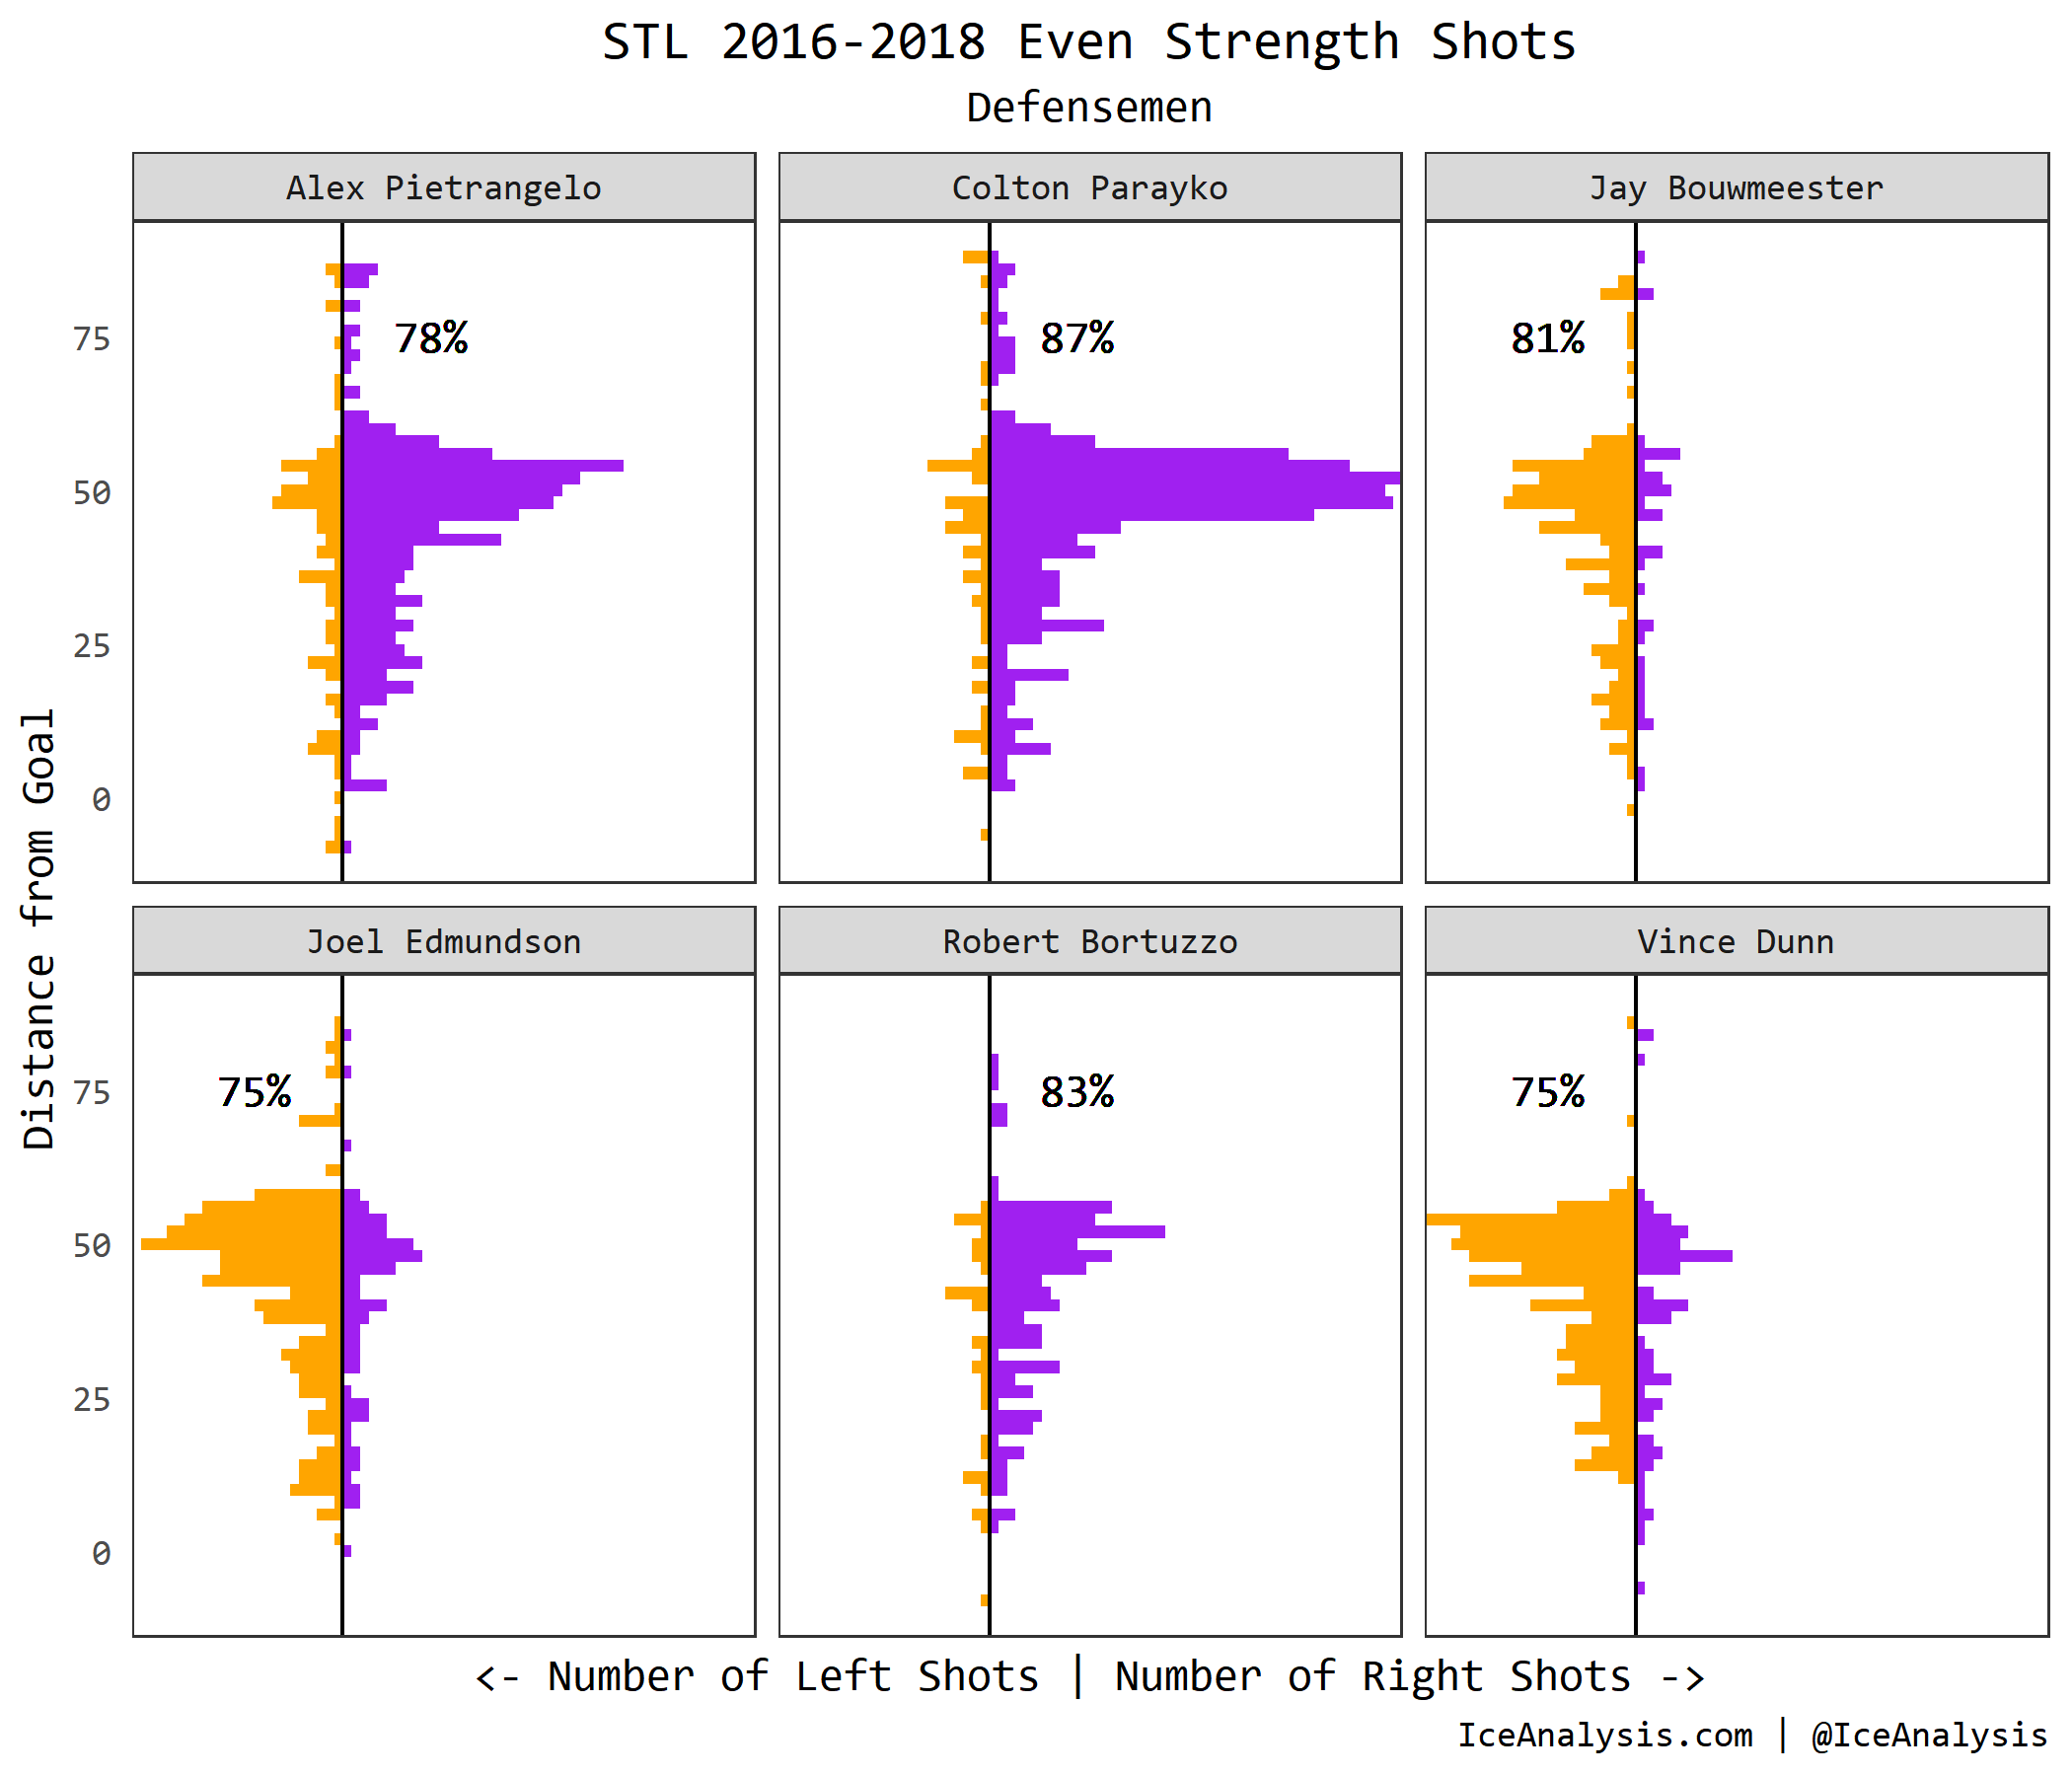 STL 2016-2018 Even Strength Shots
Defensemen
Alex Pietrangelo
Colton Parayko
Jay Bouwmeester
78%
87%
81%
75
50
25
0
Joel Edmundson
Robert Bortuzzo
Vince Dunn
75%
83%
75%
75
50
25
0
Distance from Goal
<- Number of Left Shots | Number of Right Shots ->
IceAnalysis.com | @IceAnalysis